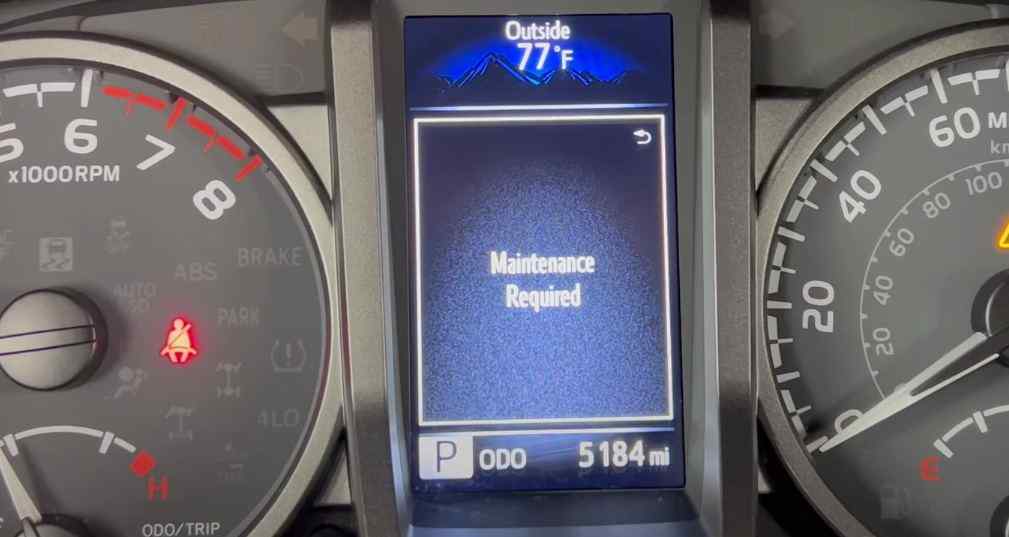 Outside
77°F
5
6
7
8
x1000RPM
ABS
BRAKE
AUTO
PARK
4LO
H
ODO/TRIP
Maintenance
Required
P ODO 5184 mi
60
40
20
0
100
80
60
40
20
E